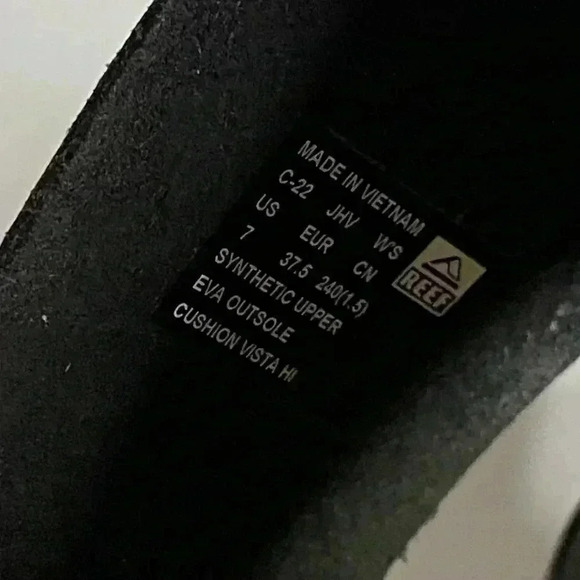 MADE IN VIETNAM
C-22 JHV WS
US EUR CN
7 37.5 240(1.5)
SYNTHETIC UPPER
EVA OUTSOLE
CUSHION VISTA HI
REEF